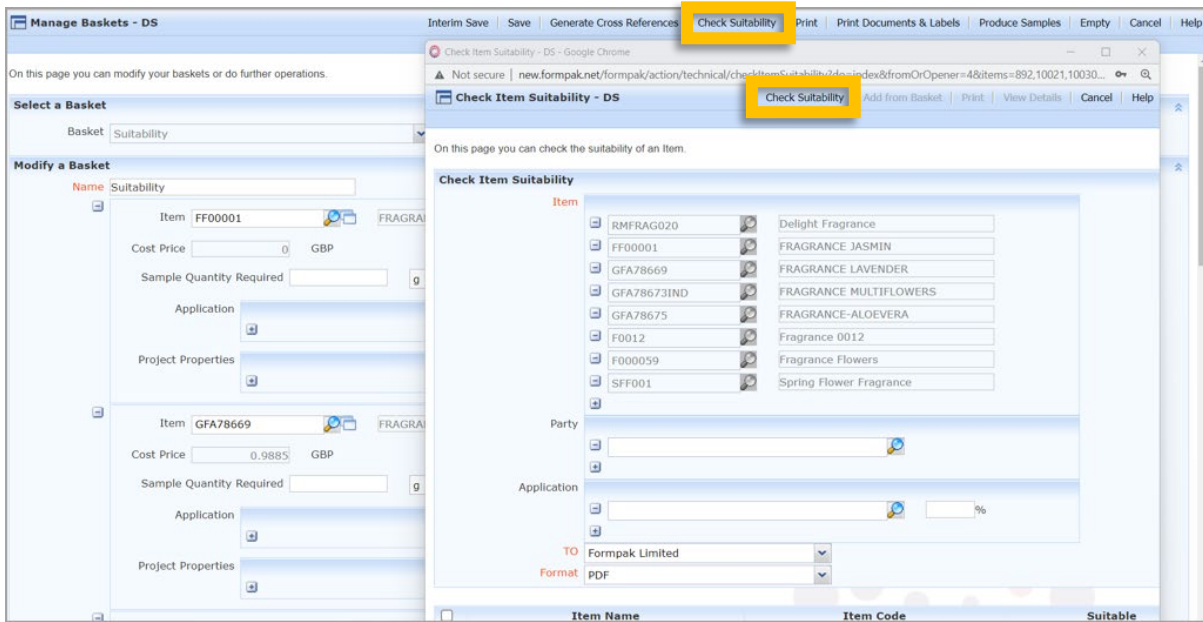 Manage Baskets - DS
Interim Save | Save | Generate Cross References | Check Suitability | Print | Print Documents & Labels | Produce Samples | Empty | Cancel | Help
On this page you can modify your baskets or do further operations.
Select a Basket
Basket Suitability
Modify a Basket
Name Suitability
Item FF00001 FRAGRA
Cost Price 0 GBP
Sample Quantity Required g
Application
Project Properties
Item GFA78669 FRAGRA
Cost Price 0.9885 GBP
Sample Quantity Required g
Application
Project Properties
Check Item Suitability - DS - Google Chrome
Not secure | new.formpak.net/formpak/action/technical/checkItemSuitability?do=index&fromOrOpener=4&items=892,10021,10030...
Check Item Suitability - DS
Check Suitability | Add from Basket | Print | View Details | Cancel | Help
On this page you can check the suitability of an Item.
Check Item Suitability
Item
RMFRAG020 Delight Fragrance
FF00001 FRAGRANCE JASMIN
GFA78669 FRAGRANCE LAVENDER
GFA78673IND FRAGRANCE MULTIFLOWERS
GFA78675 FRAGRANCE-ALOEVERA
F0012 Fragrance 0012
F000059 Fragrance Flowers
SFF001 Spring Flower Fragrance
Party
Application
%
TO Formpak Limited
Format PDF
Item Name Item Code Suitable